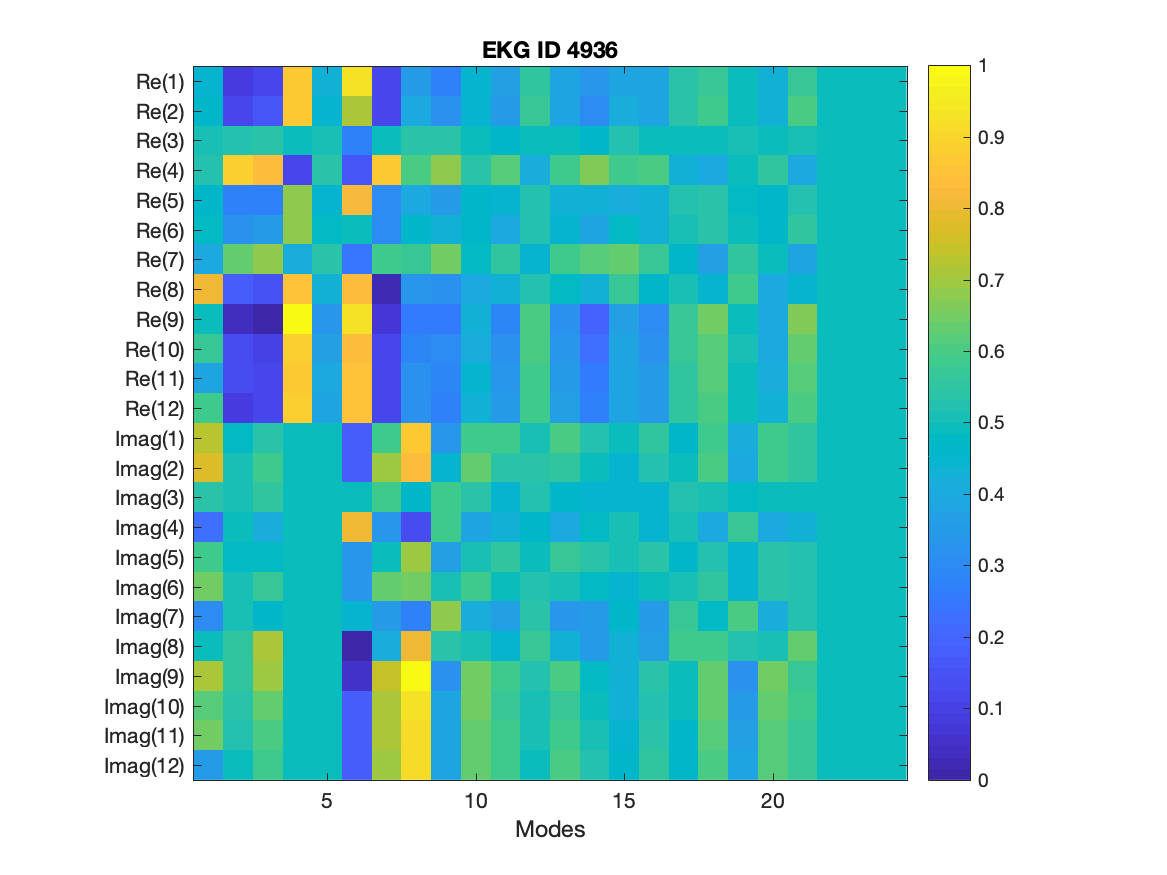 EKG ID 4936
Re(1)
Re(2)
Re(3)
Re(4)
Re(5)
Re(6)
Re(7)
Re(8)
Re(9)
Re(10)
Re(11)
Re(12)
Imag(1)
Imag(2)
Imag(3)
Imag(4)
Imag(5)
Imag(6)
Imag(7)
Imag(8)
Imag(9)
Imag(10)
Imag(11)
Imag(12)
5 10 15 20
Modes
1
0.9
0.8
0.7
0.6
0.5
0.4
0.3
0.2
0.1
0